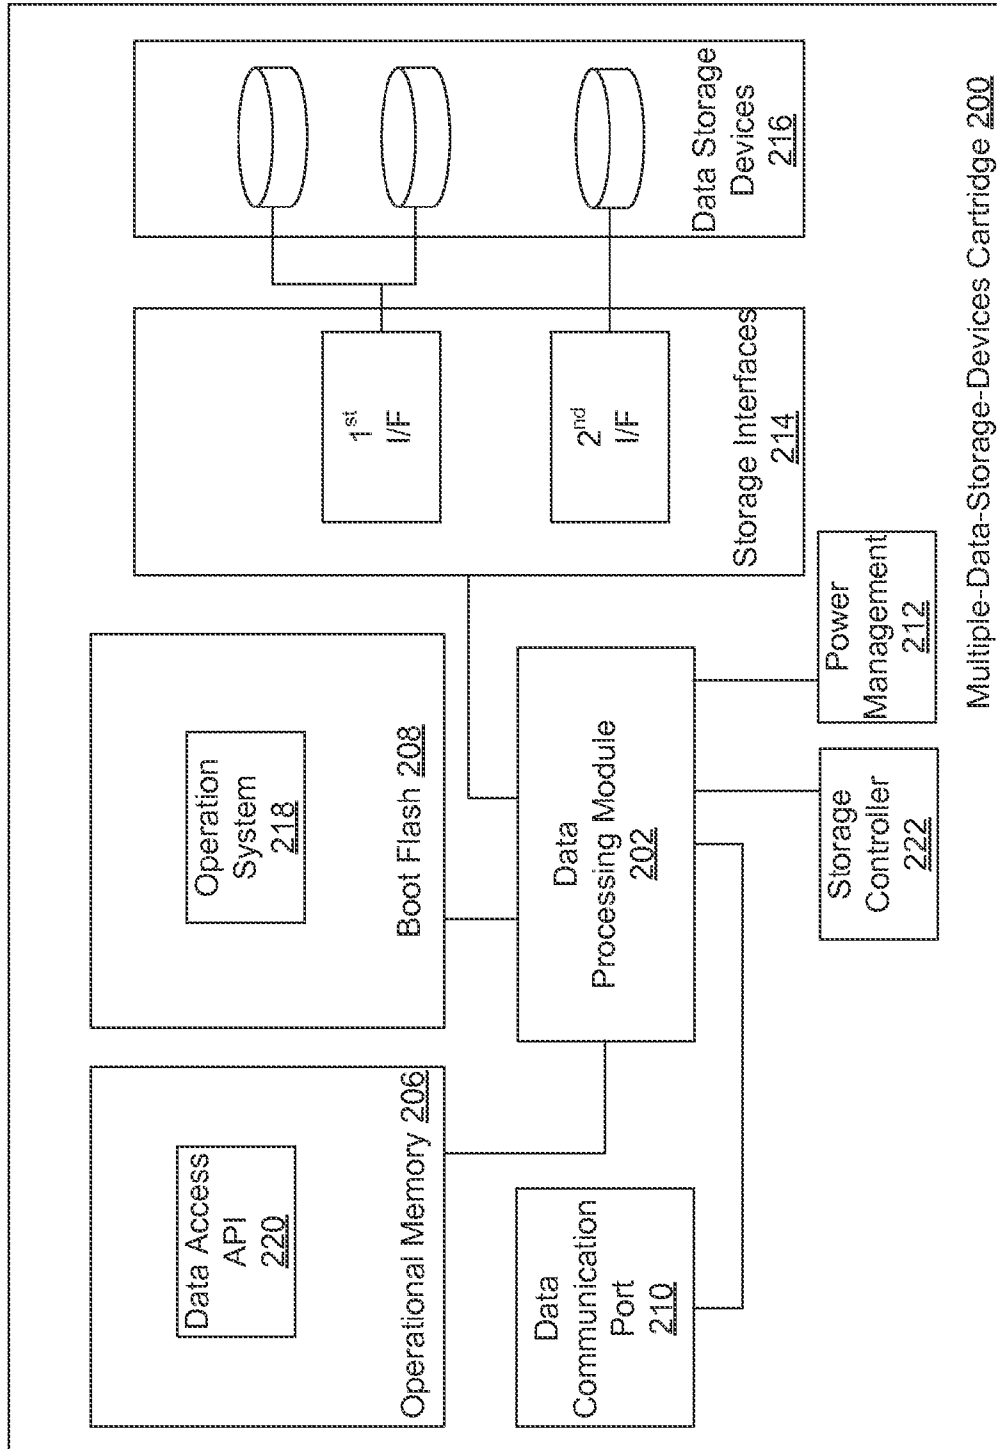 Data Access
API
220
Operational Memory 206
Operation
System
218
Boot Flash 208
1st
I/F
2nd
I/F
Storage Interfaces
214
Data Storage
Devices
216
Data
Communication
Port
210
Data
Processing Module
202
Storage
Controller
222
Power
Management
212
Multiple-Data-Storage-Devices Cartridge 200